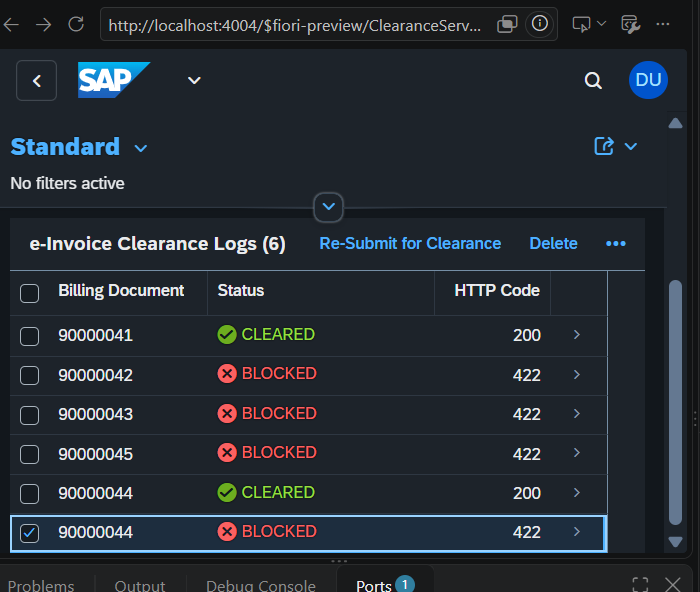 http://localhost:4004/$fiori-preview/ClearanceServ...
SAP
DU
Standard
No filters active
e-Invoice Clearance Logs (6) Re-Submit for Clearance Delete
Billing Document Status HTTP Code
90000041 CLEARED 200
90000042 BLOCKED 422
90000043 BLOCKED 422
90000045 BLOCKED 422
90000044 CLEARED 200
90000044 BLOCKED 422
Problems Output Debug Console Ports 1